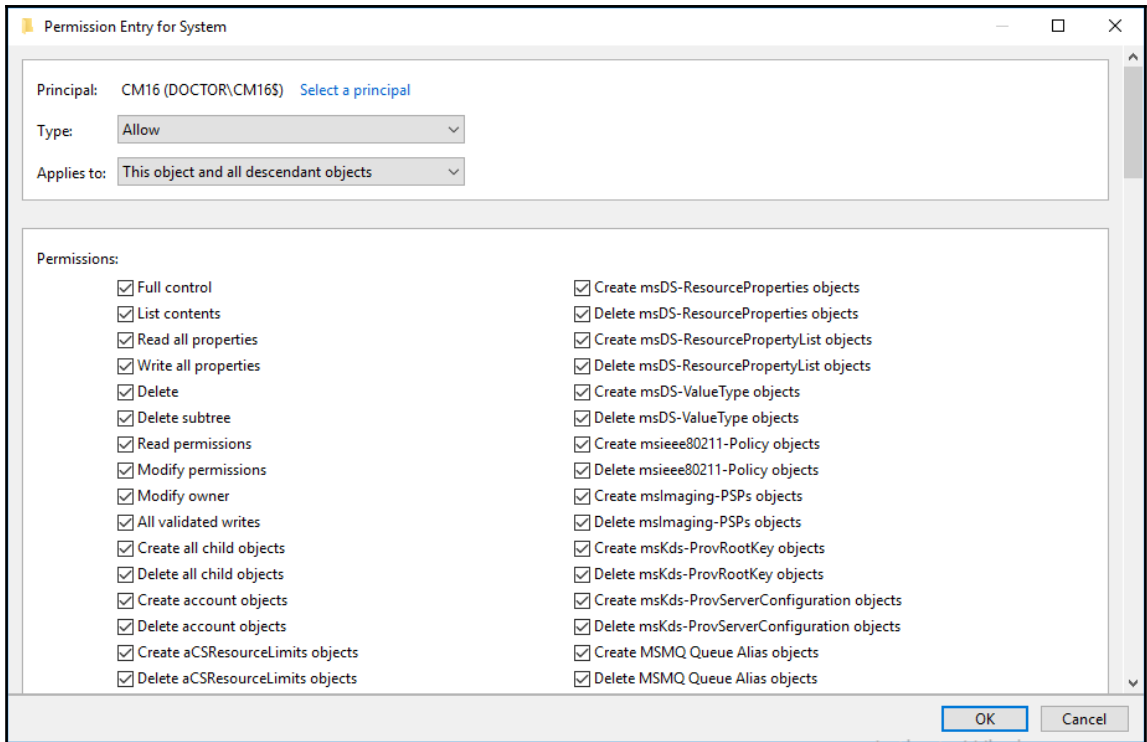 Permission Entry for System
Principal: CM16 (DOCTOR\CM16$) Select a principal
Type: Allow
Applies to: This object and all descendant objects
Permissions:
Full control
List contents
Read all properties
Write all properties
Delete
Delete subtree
Read permissions
Modify permissions
Modify owner
All validated writes
Create all child objects
Delete all child objects
Create account objects
Delete account objects
Create aCSResourceLimits objects
Delete aCSResourceLimits objects
Create msDS-ResourceProperties objects
Delete msDS-ResourceProperties objects
Create msDS-ResourcePropertyList objects
Delete msDS-ResourcePropertyList objects
Create msDS-ValueType objects
Delete msDS-ValueType objects
Create msieee80211-Policy objects
Delete msieee80211-Policy objects
Create msImaging-PSPs objects
Delete msImaging-PSPs objects
Create msKds-ProvRootKey objects
Delete msKds-ProvRootKey objects
Create msKds-ProvServerConfiguration objects
Delete msKds-ProvServerConfiguration objects
Create MSMQ Queue Alias objects
Delete MSMQ Queue Alias objects
OK Cancel